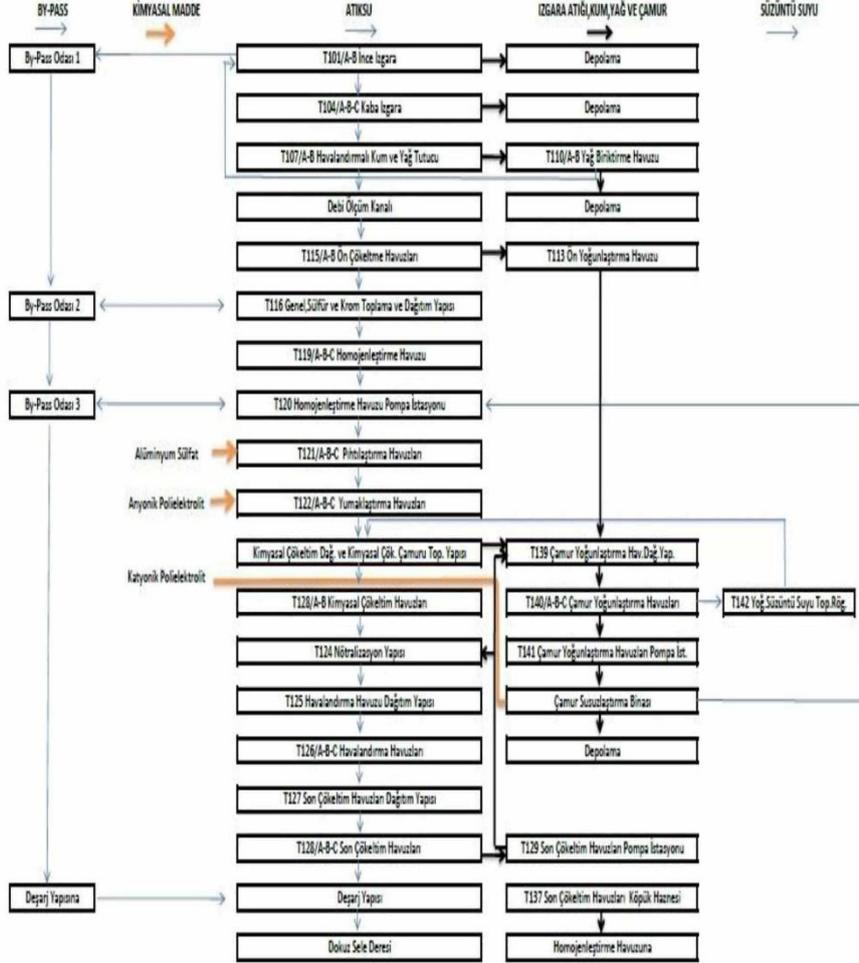 BY-PASS KİMYASAL MADDE ATIKSU IZGARA ATIĞI,KUM,YAĞ VE ÇAMUR SÜZÜNTÜ SUYU
By-Pass Odası 1 T101/A-B İnce Izgara Depolama
T104/A-B-C Kaba Izgara Depolama
T107/A-B Havalandırmalı Kum ve Yağ Tutucu T110/A-B Yağ Biriktirme Havuzu
Debi Ölçüm Kanalı Depolama
T115/A-B Ön Çökeltme Havuzları T113 Ön Yoğunlaştırma Havuzu
By-Pass Odası 2 T116 Genel,Sülfür ve Krom Toplama ve Dağıtım Yapısı
T119/A-B-C Homojenleştirme Havuzu
By-Pass Odası 3 T120 Homojenleştirme Havuzu Pompa İstasyonu
Alüminyum Sülfat T121/A-B-C Pıhtılaştırma Havuzları
Anyonik Polielektrolit T122/A-B-C Yumaklaştırma Havuzları
Kimyasal Çökeltim Dağ. ve Kimyasal Çök. Çamuru Top. Yapısı T139 Çamur Yoğunlaştırma Hav.Dağ.Yap.
Katyonik Polielektrolit
T128/A-B Kimyasal Çökeltim Havuzları T140/A-B-C Çamur Yoğunlaştırma Havuzları T142 Yoğ.Süzüntü Suyu Top.Rög.
T124 Nötralizasyon Yapısı T141 Çamur Yoğunlaştırma Havuzları Pompa İst.
T125 Havalandırma Havuzu Dağıtım Yapısı Çamur Susuzlaştırma Binası
T126/A-B-C Havalandırma Havuzları Depolama
T127 Son Çökeltim Havuzları Dağıtım Yapısı
T128/A-B-C Son Çökeltim Havuzları T129 Son Çökeltim Havuzları Pompa İstasyonu
Deşarj Yapısına Deşarj Yapısı T137 Son Çökeltim Havuzları Köpük Haznesi
Dokuz Sele Deresi Homojenleştirme Havuzuna